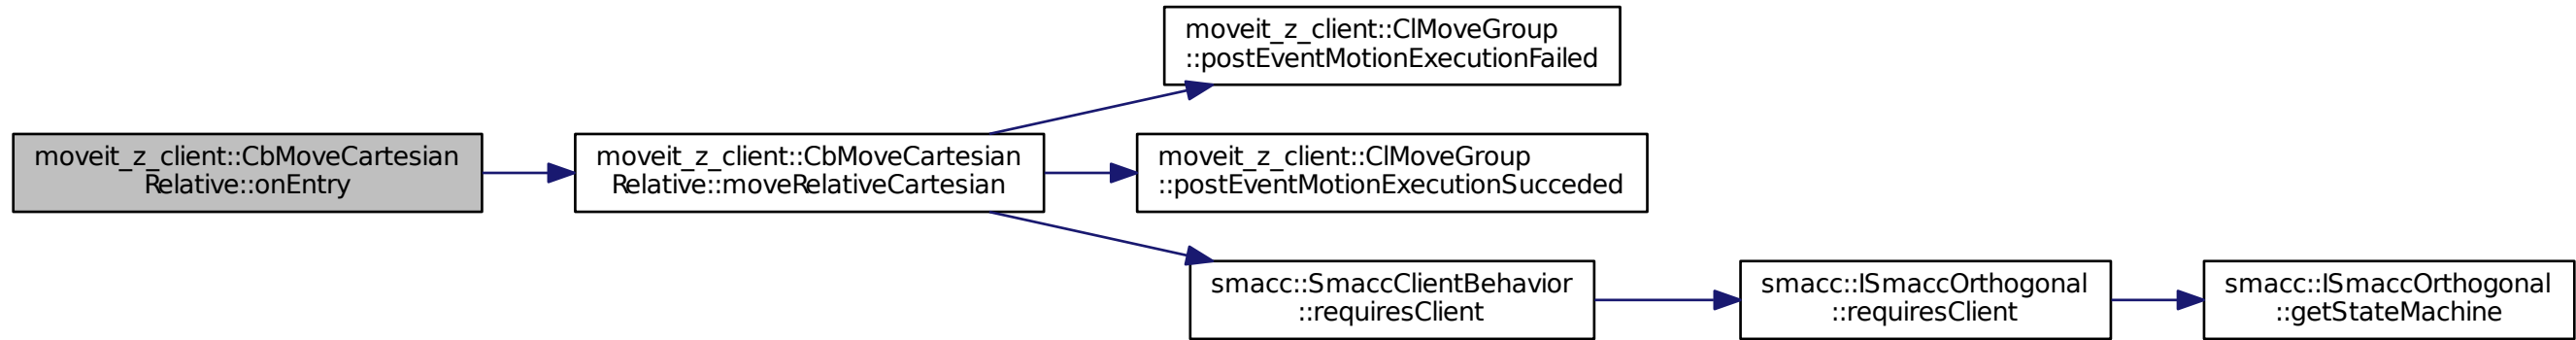 moveit_z_client::ClMoveGroup
::postEventMotionExecutionFailed
moveit_z_client::CbMoveCartesian
Relative::onEntry
moveit_z_client::CbMoveCartesian
Relative::moveRelativeCartesian
moveit_z_client::ClMoveGroup
::postEventMotionExecutionSucceded
smacc::SmaccClientBehavior
::requiresClient
smacc::ISmaccOrthogonal
::requiresClient
smacc::ISmaccOrthogonal
::getStateMachine